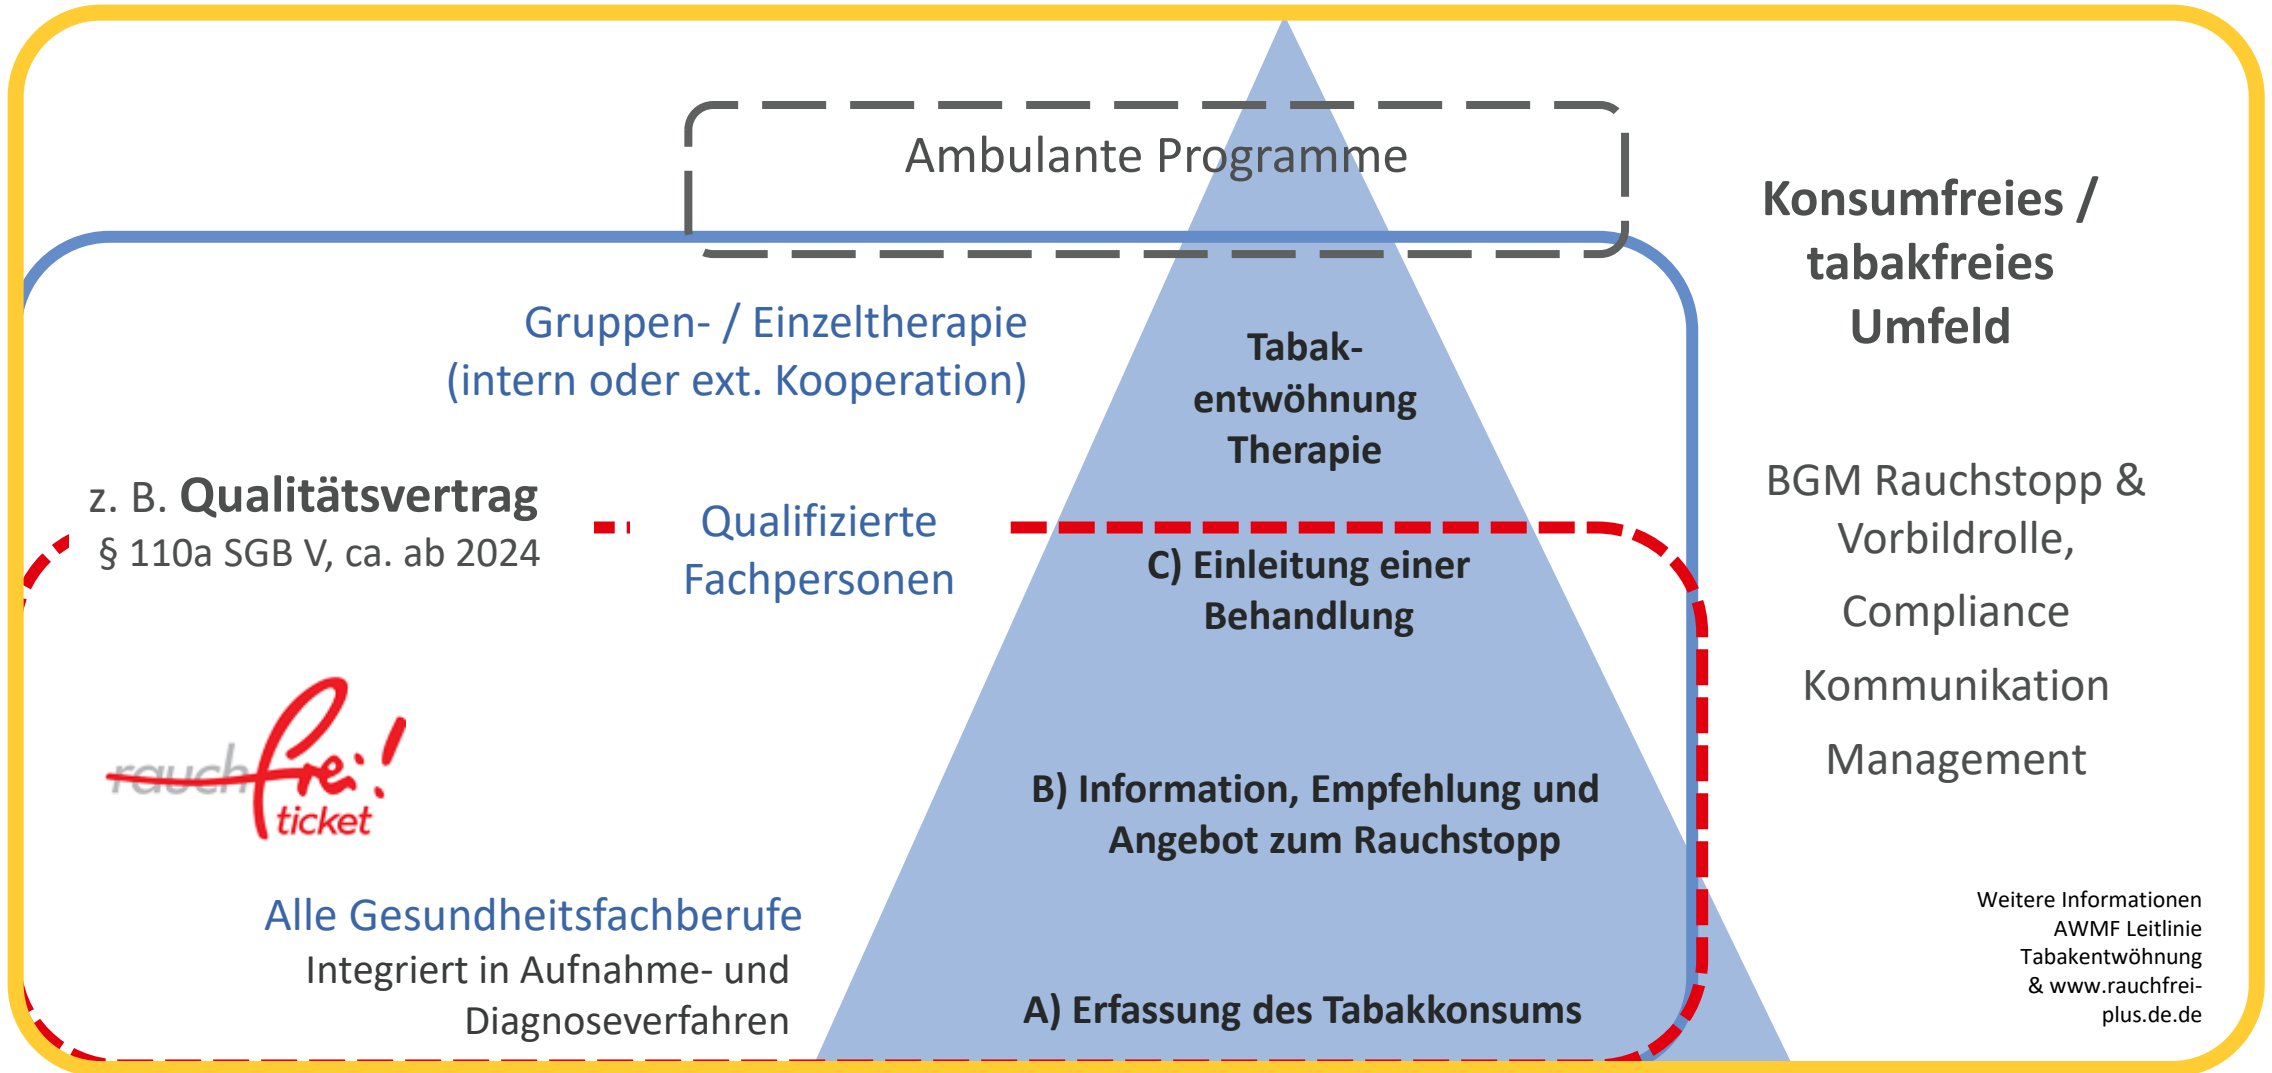 Ambulante Programme
Gruppen- / Einzeltherapie
(intern oder ext. Kooperation)
z. B. Qualitätsvertrag
§ 110a SGB V, ca. ab 2024
Qualifizierte
Fachpersonen
rauchfrei!
ticket
Alle Gesundheitsfachberufe
Integriert in Aufnahme- und
Diagnoseverfahren
Tabak-
entwöhnung
Therapie
C) Einleitung einer
Behandlung
B) Information, Empfehlung und
Angebot zum Rauchstopp
A) Erfassung des Tabakkonsums
Konsumfreies /
tabakfreies
Umfeld
BGM Rauchstopp &
Vorbildrolle,
Compliance
Kommunikation
Management
Weitere Informationen
AWMF Leitlinie
Tabakentwöhnung
& www.rauchfrei-
plus.de.de